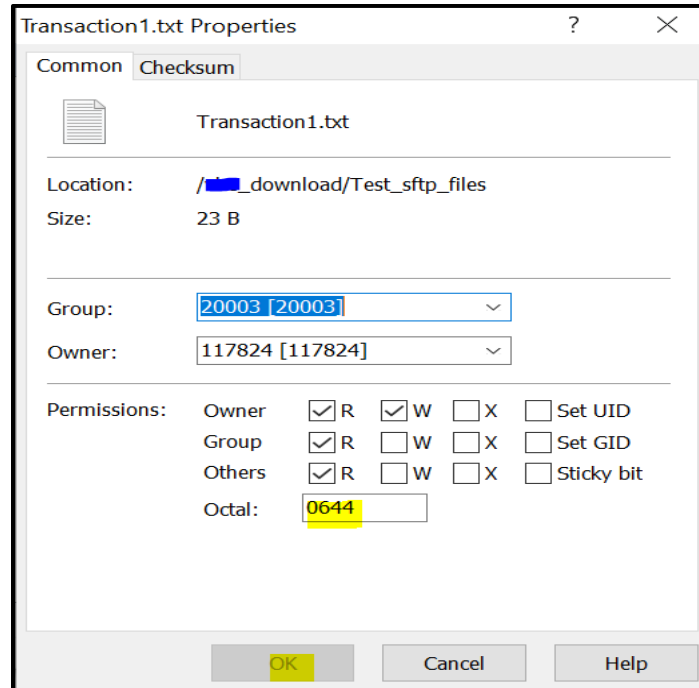 Transaction1.txt Properties ?
Common Checksum
Transaction1.txt
Location: /_download/Test_sftp_files
Size: 23 B
Group: 20003 [20003]
Owner: 117824 [117824]
Permissions: Owner R W X Set UID
Group R W X Set GID
Others R W X Sticky bit
Octal: 0644
OK Cancel Help